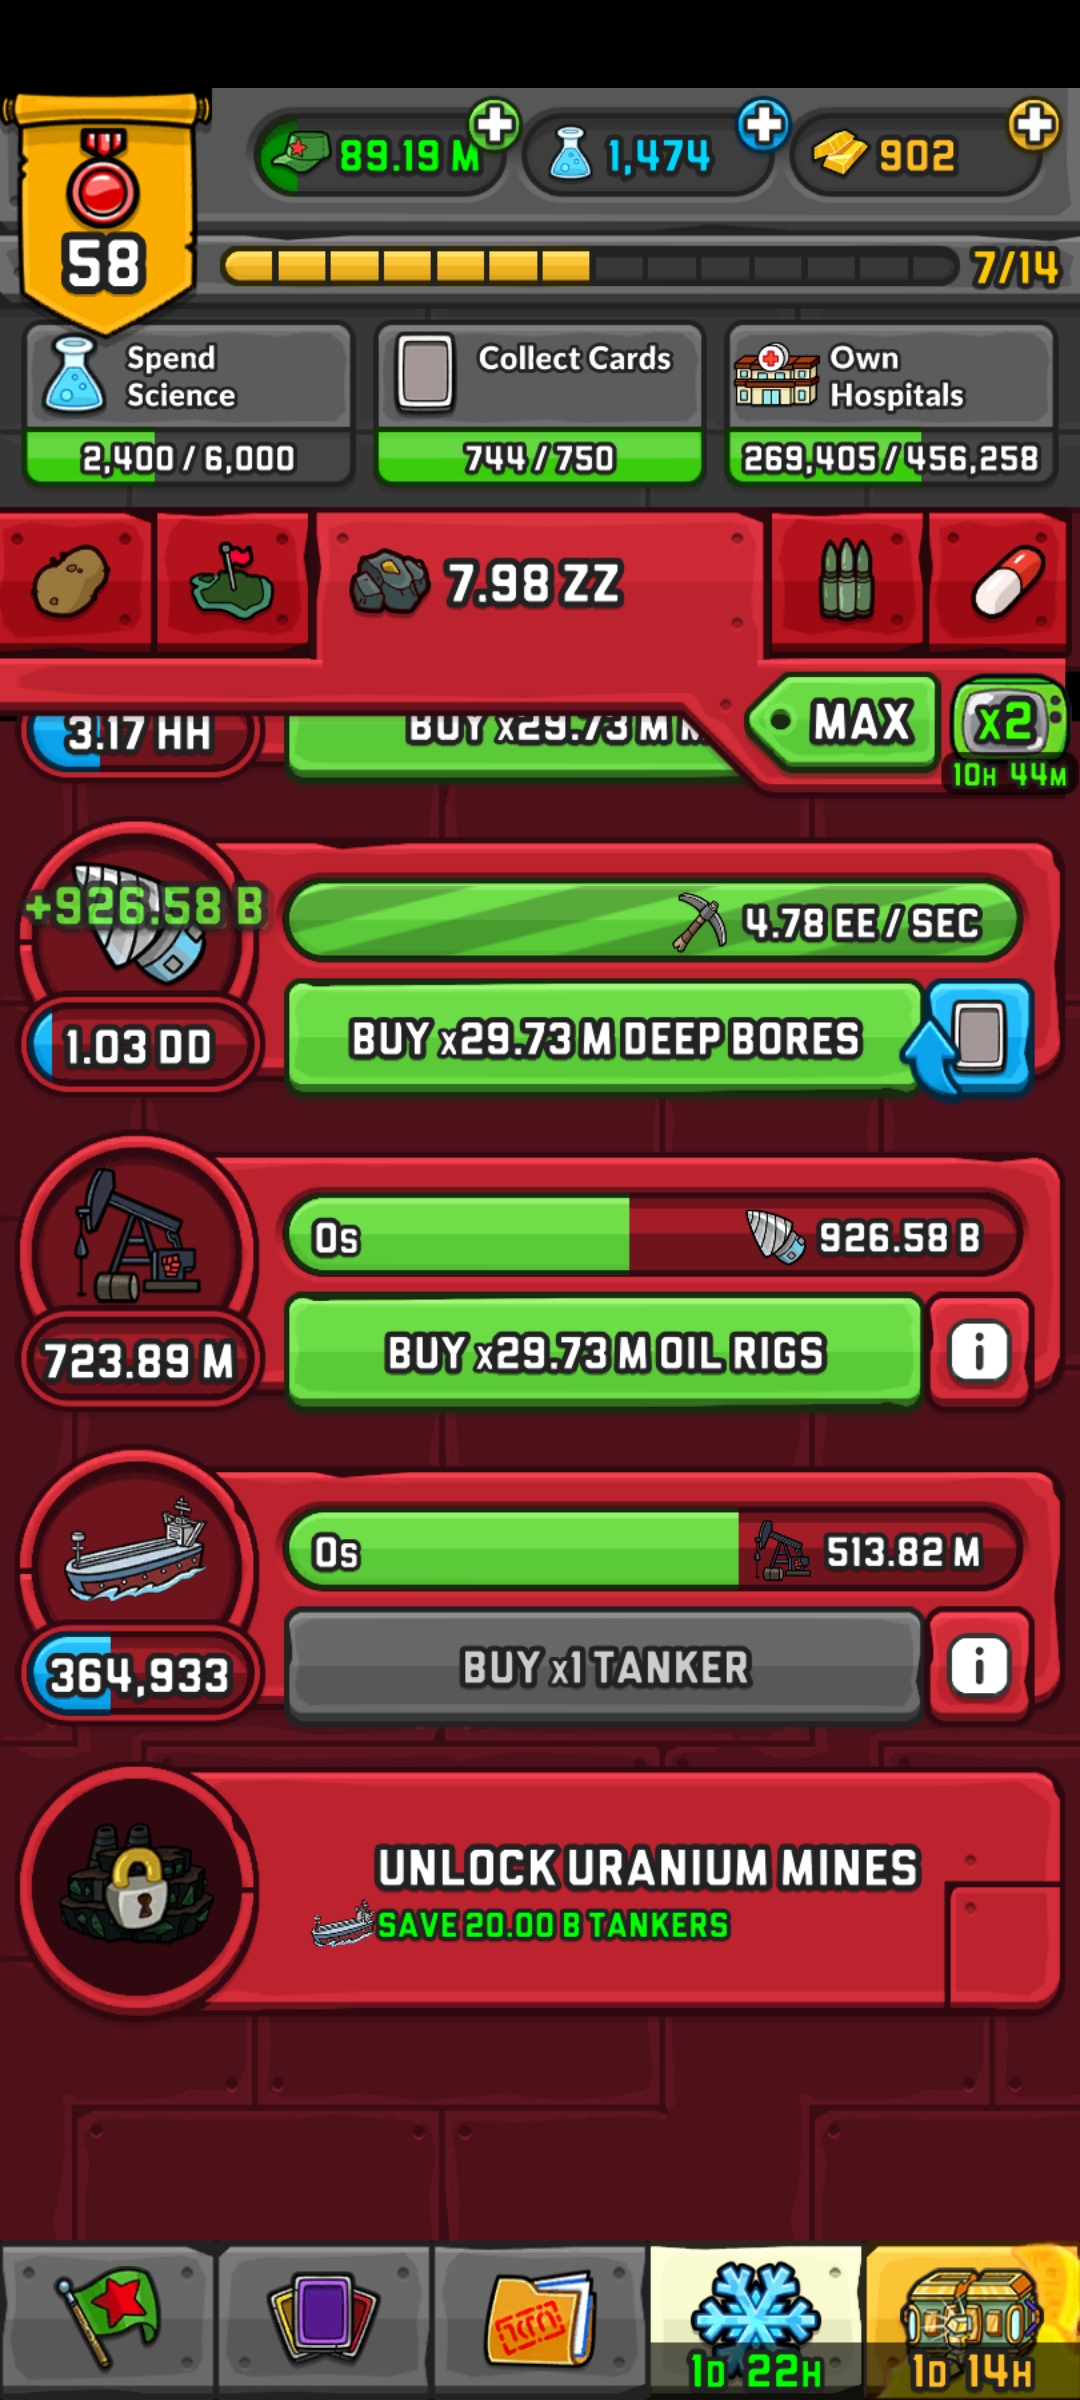 89.19 M
1,474
902
58
7/14
Spend
Science
2,400 / 6,000
Collect Cards
744 / 750
Own
Hospitals
269,405 / 456,258
7.98 ZZ
MAX
x2
10H 44M
3.17 HH
BUY x29.73 M
+926.58 B
4.78 EE / SEC
1.03 DD
BUY x29.73 M DEEP BORES
0s
926.58 B
723.89 M
BUY x29.73 M OIL RIGS
i
0s
513.82 M
364,933
BUY x1 TANKER
i
UNLOCK URANIUM MINES
SAVE 20.00 B TANKERS
1D 22H
1D 14H